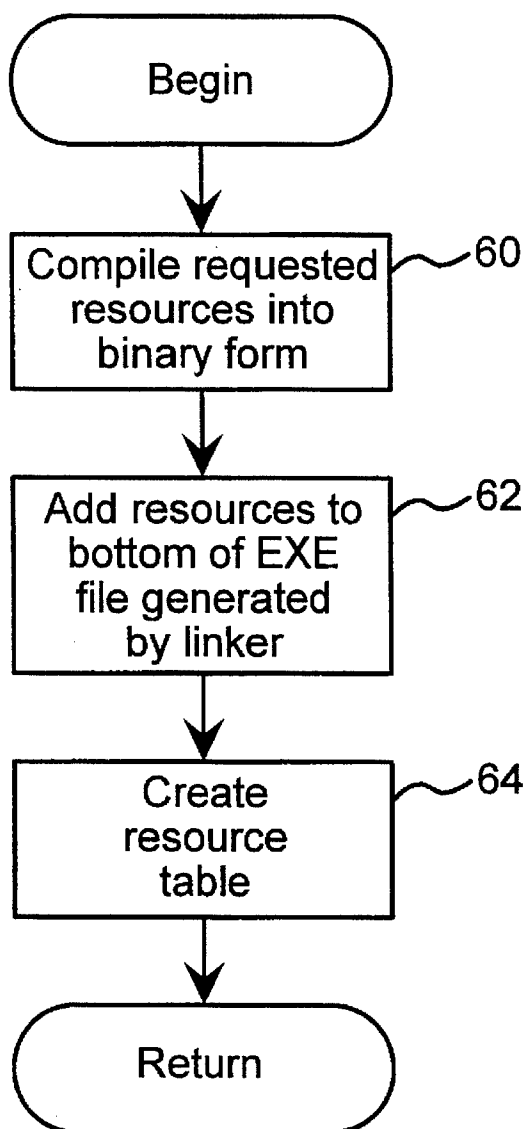 Begin
Compile requested
resources into
binary form
60
Add resources to
bottom of EXE
file generated
by linker
62
Create
resource
table
64
Return